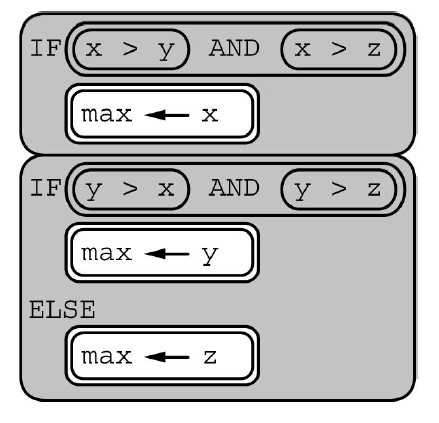 IF x > y AND x > z
max ← x
IF y > x AND y > z
max ← y
ELSE
max ← z